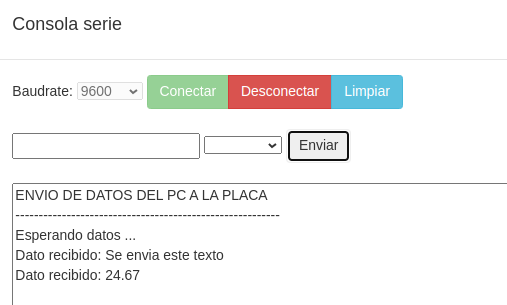 Consola serie
Baudrate: 9600 Conectar Desconectar Limpiar
Enviar
ENVIO DE DATOS DEL PC A LA PLACA
---------------------------------------------------------
Esperando datos ...
Dato recibido: Se envia este texto
Dato recibido: 24.67